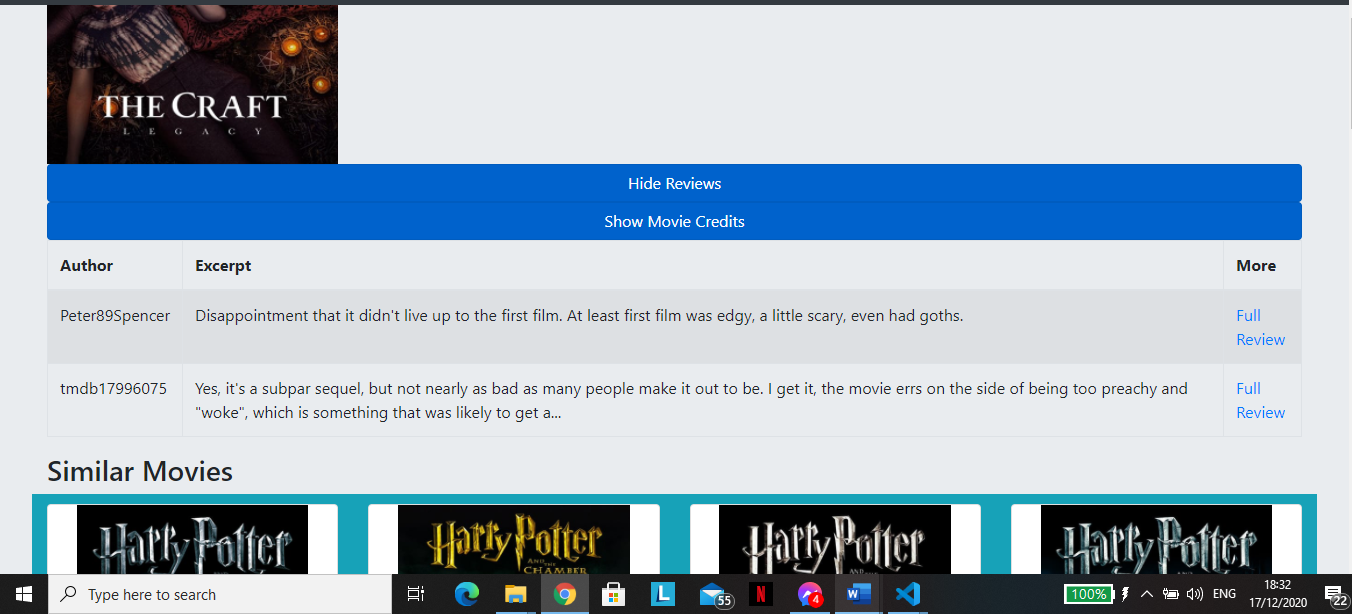 THE CRAFT
LEGACY
Hide Reviews
Show Movie Credits
Author Excerpt More
Peter89Spencer Disappointment that it didn't live up to the first film. At least first film was edgy, a little scary, even had goths. Full
Review
tmdb17996075 Yes, it's a subpar sequel, but not nearly as bad as many people make it out to be. I get it, the movie errs on the side of being too preachy and Full
"woke", which is something that was likely to get a... Review
Similar Movies
Harry Potter Harry Potter Harry Potter Harry Potter
AND THE AND THE AND THE
CHAMBER
Type here to search L 55 N 4 W 100% ENG 18:32
17/12/2020 22